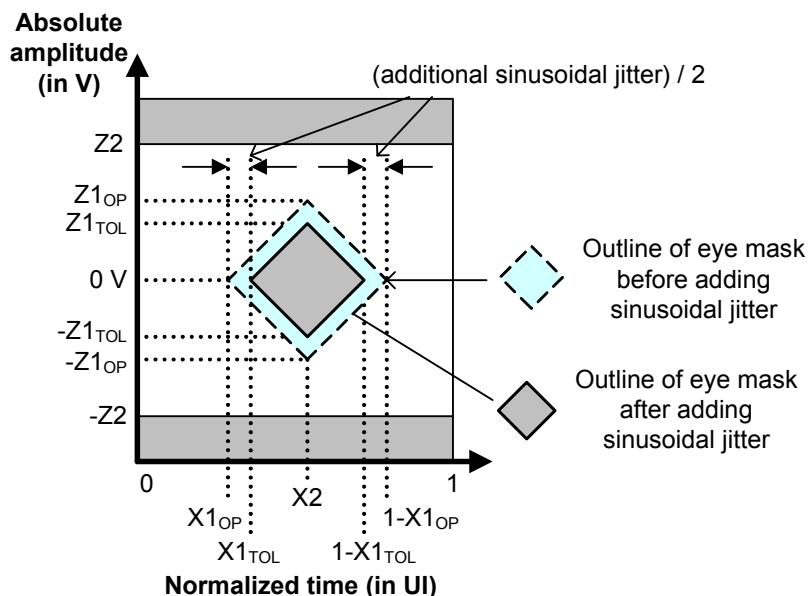 Absolute
amplitude
(in V)
(additional sinusoidal jitter) / 2
Z2
Z1OP
Z1TOL
0 V
-Z1TOL
-Z1OP
-Z2
Outline of eye mask
before adding
sinusoidal jitter
Outline of eye mask
after adding
sinusoidal jitter
0
X2
1
X1OP
1-X1OP
X1TOL
1-X1TOL
Normalized time (in UI)